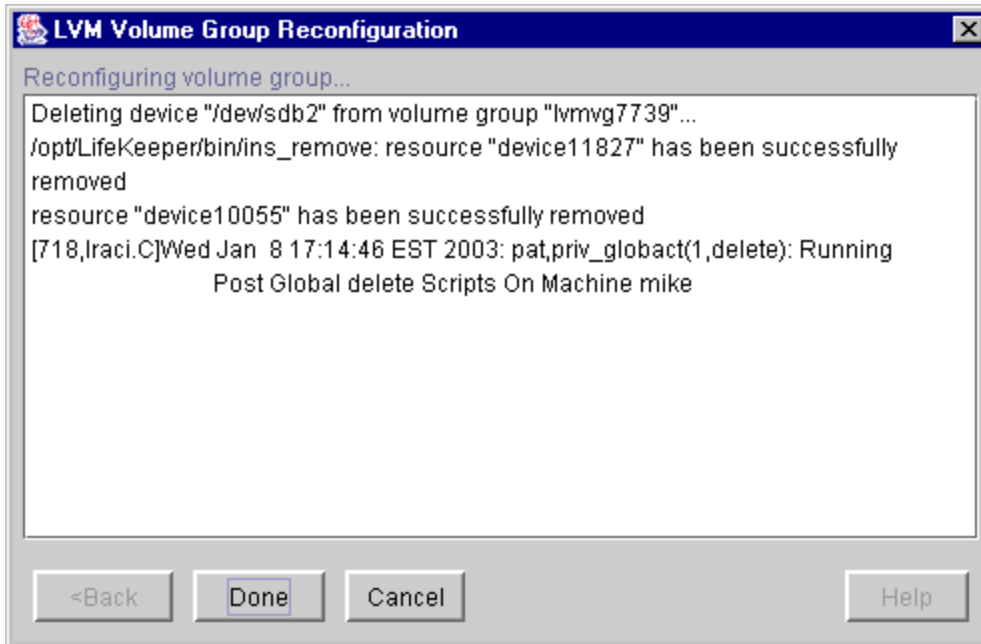 LVM Volume Group Reconfiguration
Reconfiguring volume group...
Deleting device "/dev/sdb2" from volume group "lvmvg7739"...
/opt/LifeKeeper/bin/ins_remove: resource "device11827" has been successfully
removed
resource "device10055" has been successfully removed
[718,lraci.C]Wed Jan  8 17:14:46 EST 2003: pat,priv_globact(1,delete): Running
Post Global delete Scripts On Machine mike
<Back Done Cancel Help